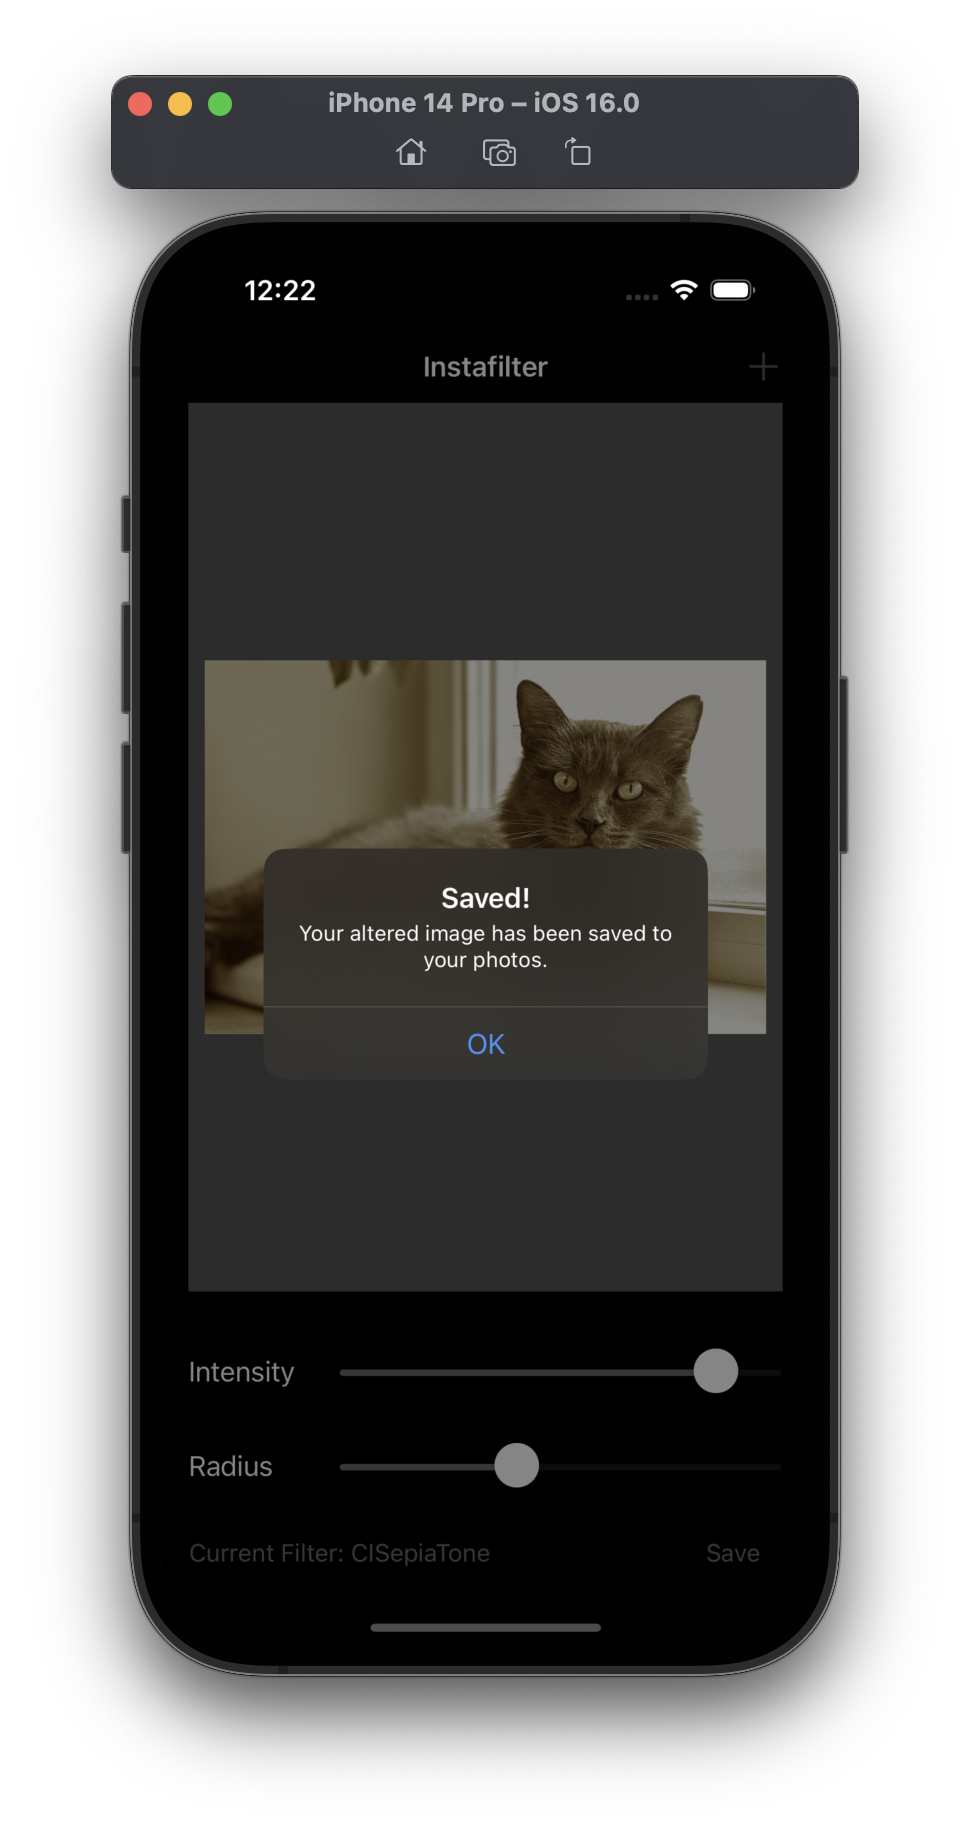 iPhone 14 Pro – iOS 16.0
12:22
Instafilter
Saved!
Your altered image has been saved to
your photos.
OK
Intensity
Radius
Current Filter: CISepiaTone
Save